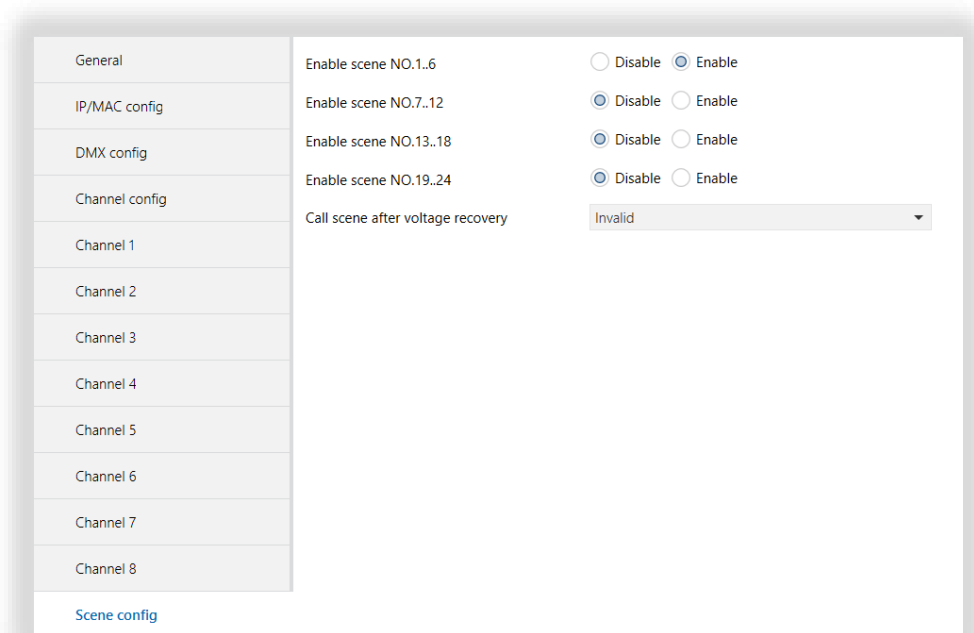 General
IP/MAC config
DMX config
Channel config
Channel 1
Channel 2
Channel 3
Channel 4
Channel 5
Channel 6
Channel 7
Channel 8
Scene config
Enable scene NO.1..6 Disable Enable
Enable scene NO.7..12 Disable Enable
Enable scene NO.13..18 Disable Enable
Enable scene NO.19..24 Disable Enable
Call scene after voltage recovery Invalid